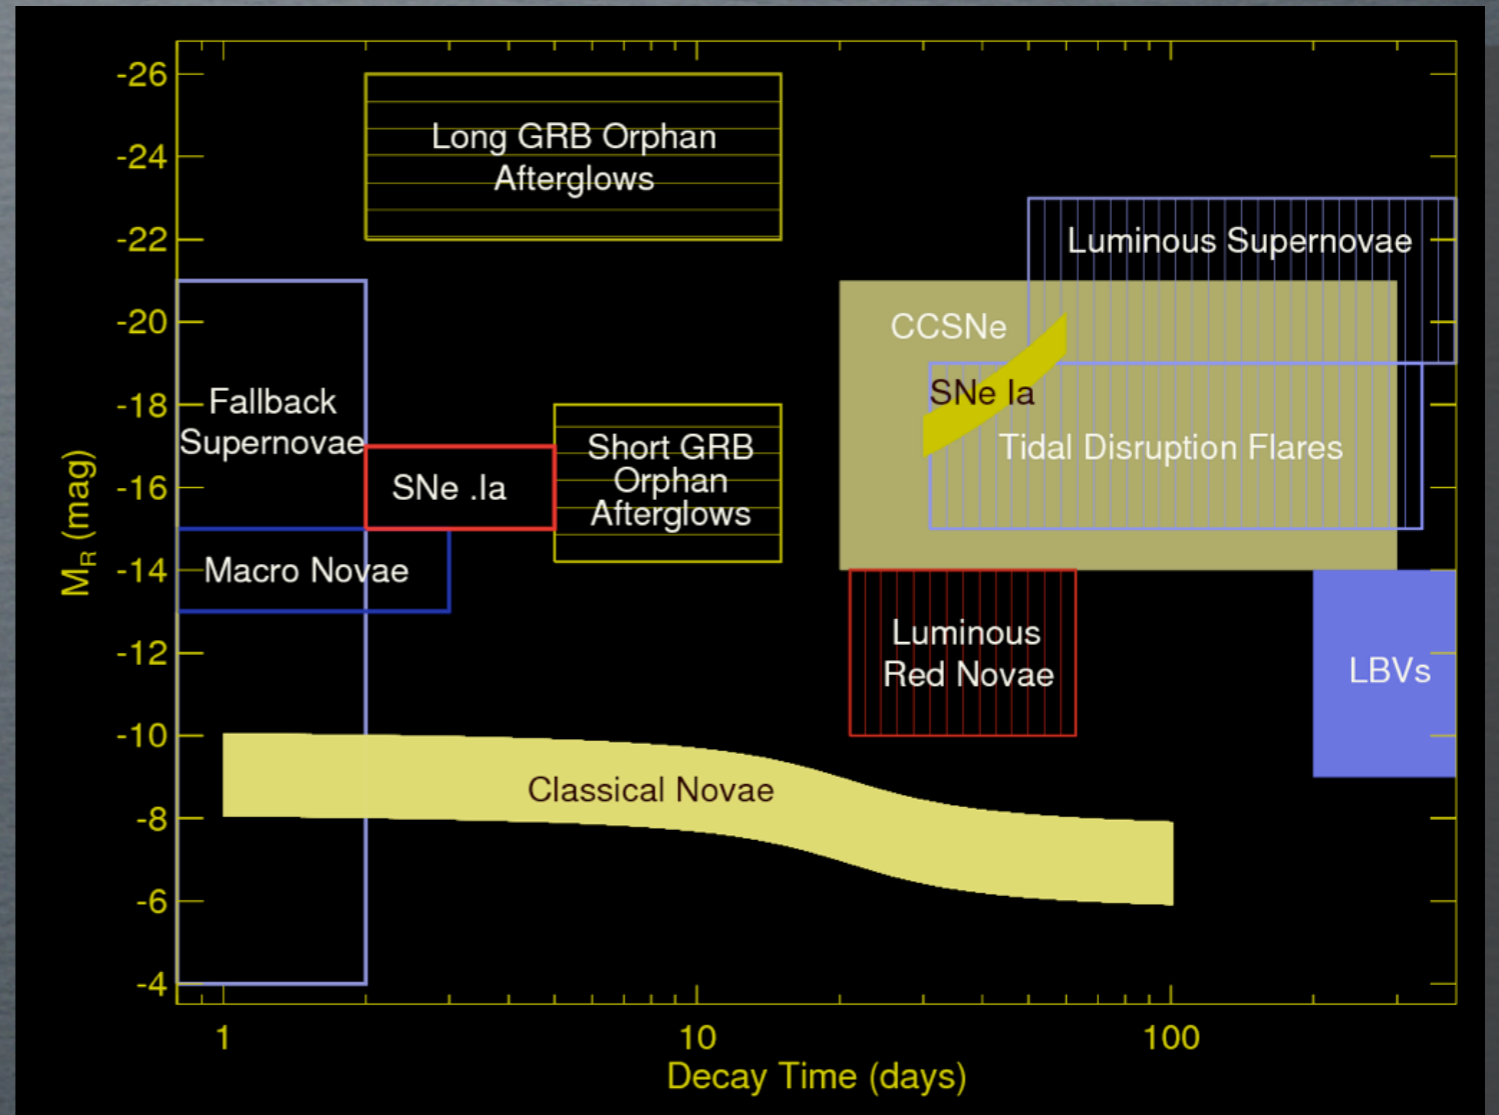 -26
-24
-22
-20
-18
-16
-14
-12
-10
-8
-6
-4
M_R (mag)
Long GRB Orphan
Afterglows
Luminous Supernovae
CCSNe
SNe Ia
Tidal Disruption Flares
Fallback
Supernovae
SNe .Ia
Short GRB
Orphan
Afterglows
Macro Novae
Luminous
Red Novae
LBVs
Classical Novae
1
10
100
Decay Time (days)